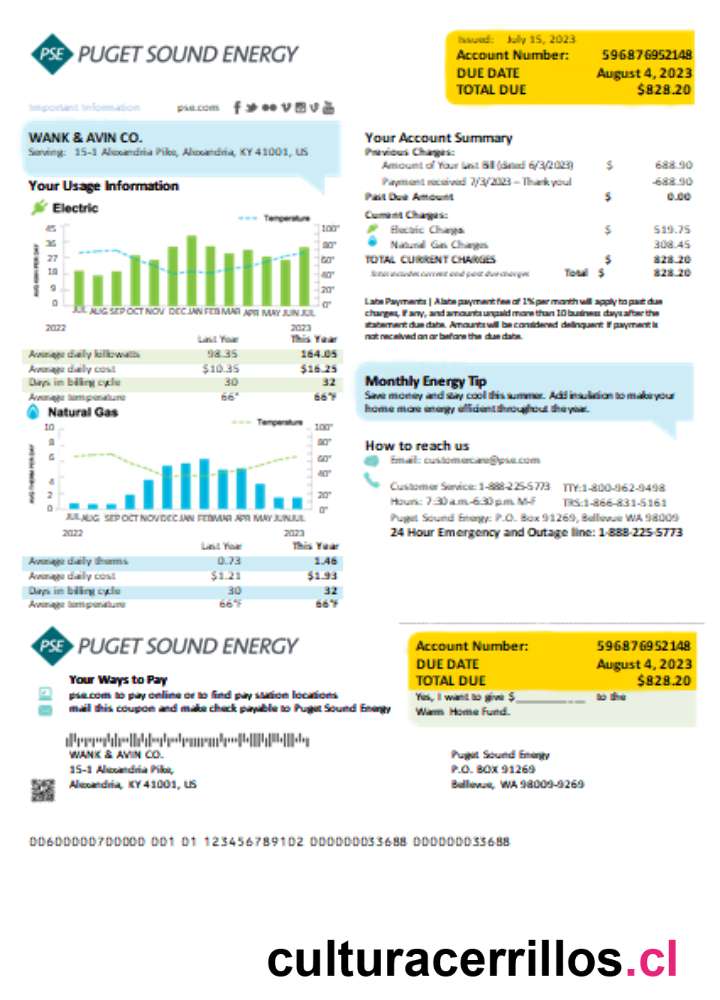 PSE PUGET SOUND ENERGY
Issued: July 15, 2023
Account Number: 596876952148
DUE DATE August 4, 2023
TOTAL DUE $828.20
Important Information pse.com
WANK & AVIN CO.
Serving: 15-1 Alexandria Pike, Alexandria, KY 41001, US
Your Usage Information
Electric
Temperature
45
36
27
18
9
0
100°
80°
60°
40°
20°
0°
AVG KWH PER DAY
JUL AUG SEP OCT NOV DEC JAN FEB MAR APR MAY JUN JUL
2022 2023
Last Year This Year
Average daily kilowatts 98.35 164.05
Average daily cost $10.35 $16.25
Days in billing cycle 30 32
Average temperature 66° 66°F
Natural Gas
Temperature
10
8
6
4
2
0
100°
80°
60°
40°
20°
0°
AVG THERM PER DAY
JUL AUG SEP OCT NOV DEC JAN FEB MAR APR MAY JUN JUL
2022 2023
Last Year This Year
Average daily therms 0.73 1.46
Average daily cost $1.21 $1.93
Days in billing cycle 30 32
Average temperature 66°F 66°F
Your Account Summary
Previous Charges:
Amount of Your Last Bill (dated 6/3/2023) $ 688.90
Payment received 7/3/2023 – Thank you! -688.90
Past Due Amount $ 0.00
Current Charges:
Electric Charges $ 519.75
Natural Gas Charges 308.45
TOTAL CURRENT CHARGES $ 828.20
Total includes current and past due charges Total $ 828.20
Late Payments | A late payment fee of 1% per month will apply to past due
charges, if any, and amounts unpaid more than 10 business days after the
statement due date. Amounts will be considered delinquent if payment is
not received on or before the due date.
Monthly Energy Tip
Save money and stay cool this summer. Add insulation to make your
home more energy efficient throughout the year.
How to reach us
Email: customercare@pse.com
Customer Service: 1-888-225-5773 TTY:1-800-962-9498
Hours: 7:30 a.m.-6:30 p.m. M-F TRS:1-866-831-5161
Puget Sound Energy: P.O. Box 91269, Bellevue WA 98009
24 Hour Emergency and Outage line: 1-888-225-5773
PSE PUGET SOUND ENERGY
Account Number: 596876952148
DUE DATE August 4, 2023
TOTAL DUE $828.20
Yes, I want to give $__________ to the
Warm Home Fund.
Your Ways to Pay
pse.com to pay online or to find pay station locations
mail this coupon and make check payable to Puget Sound Energy
WANK & AVIN CO.
15-1 Alexandria Pike,
Alexandria, KY 41001, US
Puget Sound Energy
P.O. BOX 91269
Bellevue, WA 98009-9269
00600000700000 001 01 123456789102 000000033688 000000033688
culturacerrillos.cl